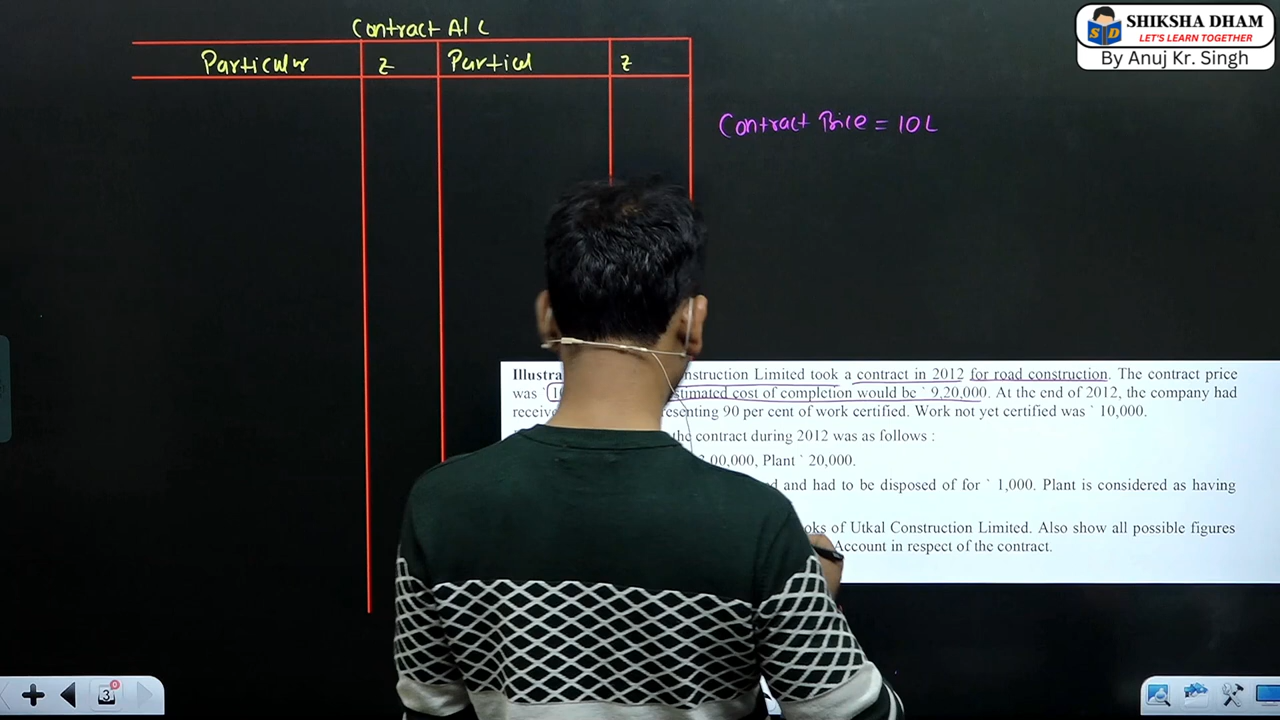 Contract A/C
Particular ₹ Particul ₹
SHIKSHA DHAM
LET'S LEARN TOGETHER
By Anuj Kr. Singh
SD
Contract Price = 10L
Illustra nstruction Limited took a contract in 2012 for road construction. The contract price
was ` stimated cost of completion would be ` 9,20,000. At the end of 2012, the company had
receive esenting 90 per cent of work certified. Work not yet certified was ` 10,000.
the contract during 2012 was as follows :
00,000, Plant ` 20,000.
d and had to be disposed of for ` 1,000. Plant is considered as having
oks of Utkal Construction Limited. Also show all possible figures
Account in respect of the contract.
3